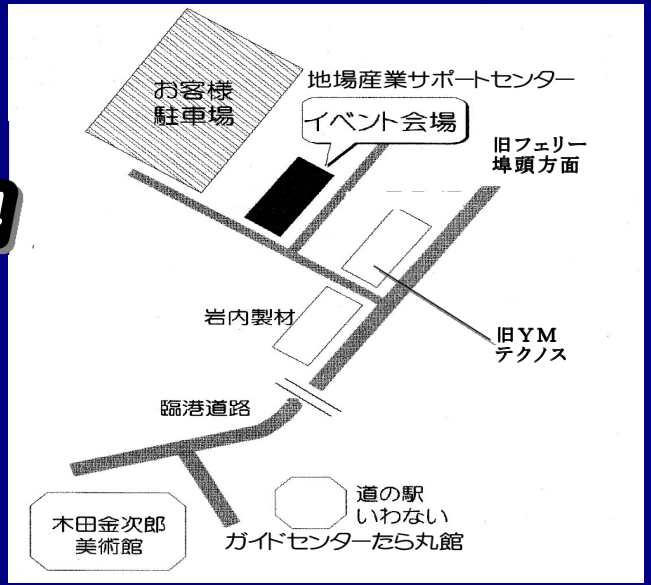 お客様
駐車場
地場産業サポートセンター
イベント会場
旧フェリー
埠頭方面
岩内製材
旧YM
テクノス
臨港道路
道の駅
いわない
ガイドセンターたら丸館
木田金次郎
美術館